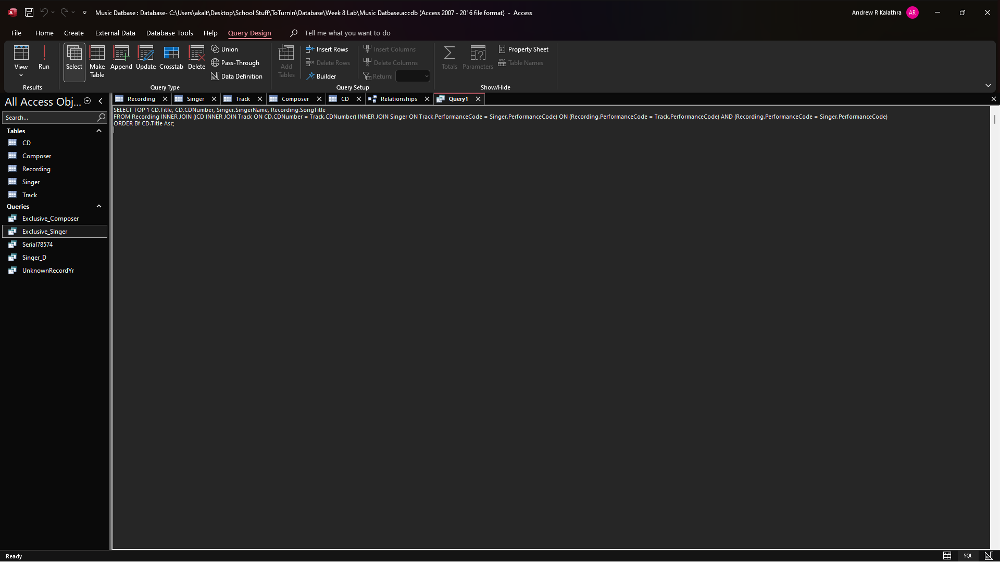 Music Datbase : Database- C:\Users\akalt\Desktop\School Stuff\ToTurnIn\Database\Week 8 Lab\Music Datbase.accdb (Access 2007 - 2016 file format) - Access
Andrew R Kalathra
AR
File
Home
Create
External Data
Database Tools
Help
Query Design
Tell me what you want to do
View
Run
Results
Select
Make Table
Append
Update
Crosstab
Delete
Union
Pass-Through
Data Definition
Query Type
Add Tables
Insert Rows
Delete Rows
Builder
Insert Columns
Delete Columns
Return:
Query Setup
Totals
Parameters
Property Sheet
Table Names
Show/Hide
All Access Obj...
Search...
Tables
CD
Composer
Recording
Singer
Track
Queries
Exclusive_Composer
Exclusive_Singer
Serial78574
Singer_D
UnknownRecordYr
Recording
Singer
Track
Composer
CD
Relationships
Query1
SELECT TOP 1 CD.Title, CD.CDNumber, Singer.SingerName, Recording.SongTitle
FROM Recording INNER JOIN ((CD INNER JOIN Track ON CD.CDNumber = Track.CDNumber) INNER JOIN Singer ON Track.PerformanceCode = Singer.PerformanceCode) ON (Recording.PerformanceCode = Track.PerformanceCode) AND (Recording.PerformanceCode = Singer.PerformanceCode)
ORDER BY CD.Title Asc;
Ready
SQL